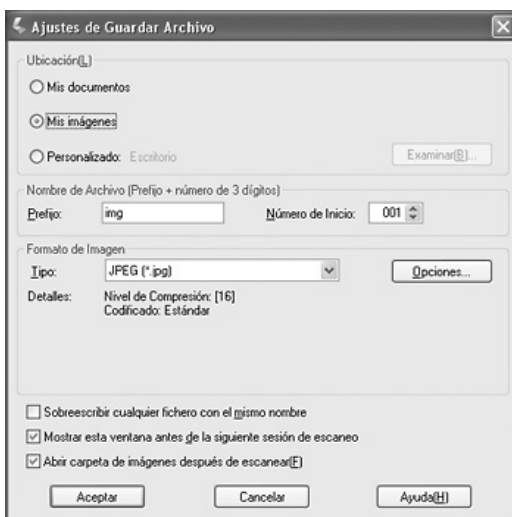 Ajustes de Guardar Archivo
Ubicación(L)
Mis documentos
Mis imágenes
Personalizado: Escritorio Examinar(B)...
Nombre de Archivo (Prefijo + número de 3 dígitos)
Prefijo: img Número de Inicio: 001
Formato de Imagen
Tipo: JPEG (*.jpg) Opciones...
Detalles: Nivel de Compresión: [16]
Codificado: Estándar
Sobreescribir cualquier fichero con el mismo nombre
Mostrar esta ventana antes de la siguiente sesión de escaneo
Abrir carpeta de imágenes después de escanear(F)
Aceptar Cancelar Ayuda(H)